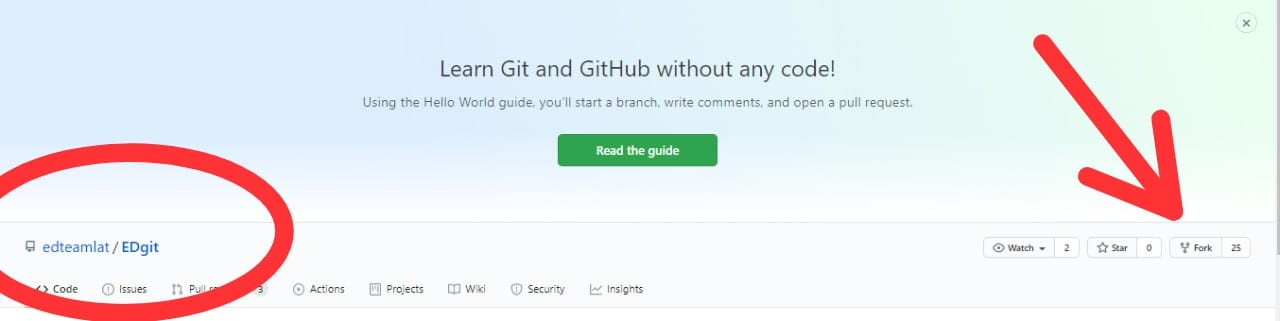 Learn Git and GitHub without any code!
Using the Hello World guide, you'll start a branch, write comments, and open a pull request.
Read the guide
edteamlat / EDgit
Watch 2 Star 0 Fork 25
Code Issues Pull 3 Actions Projects Wiki Security Insights